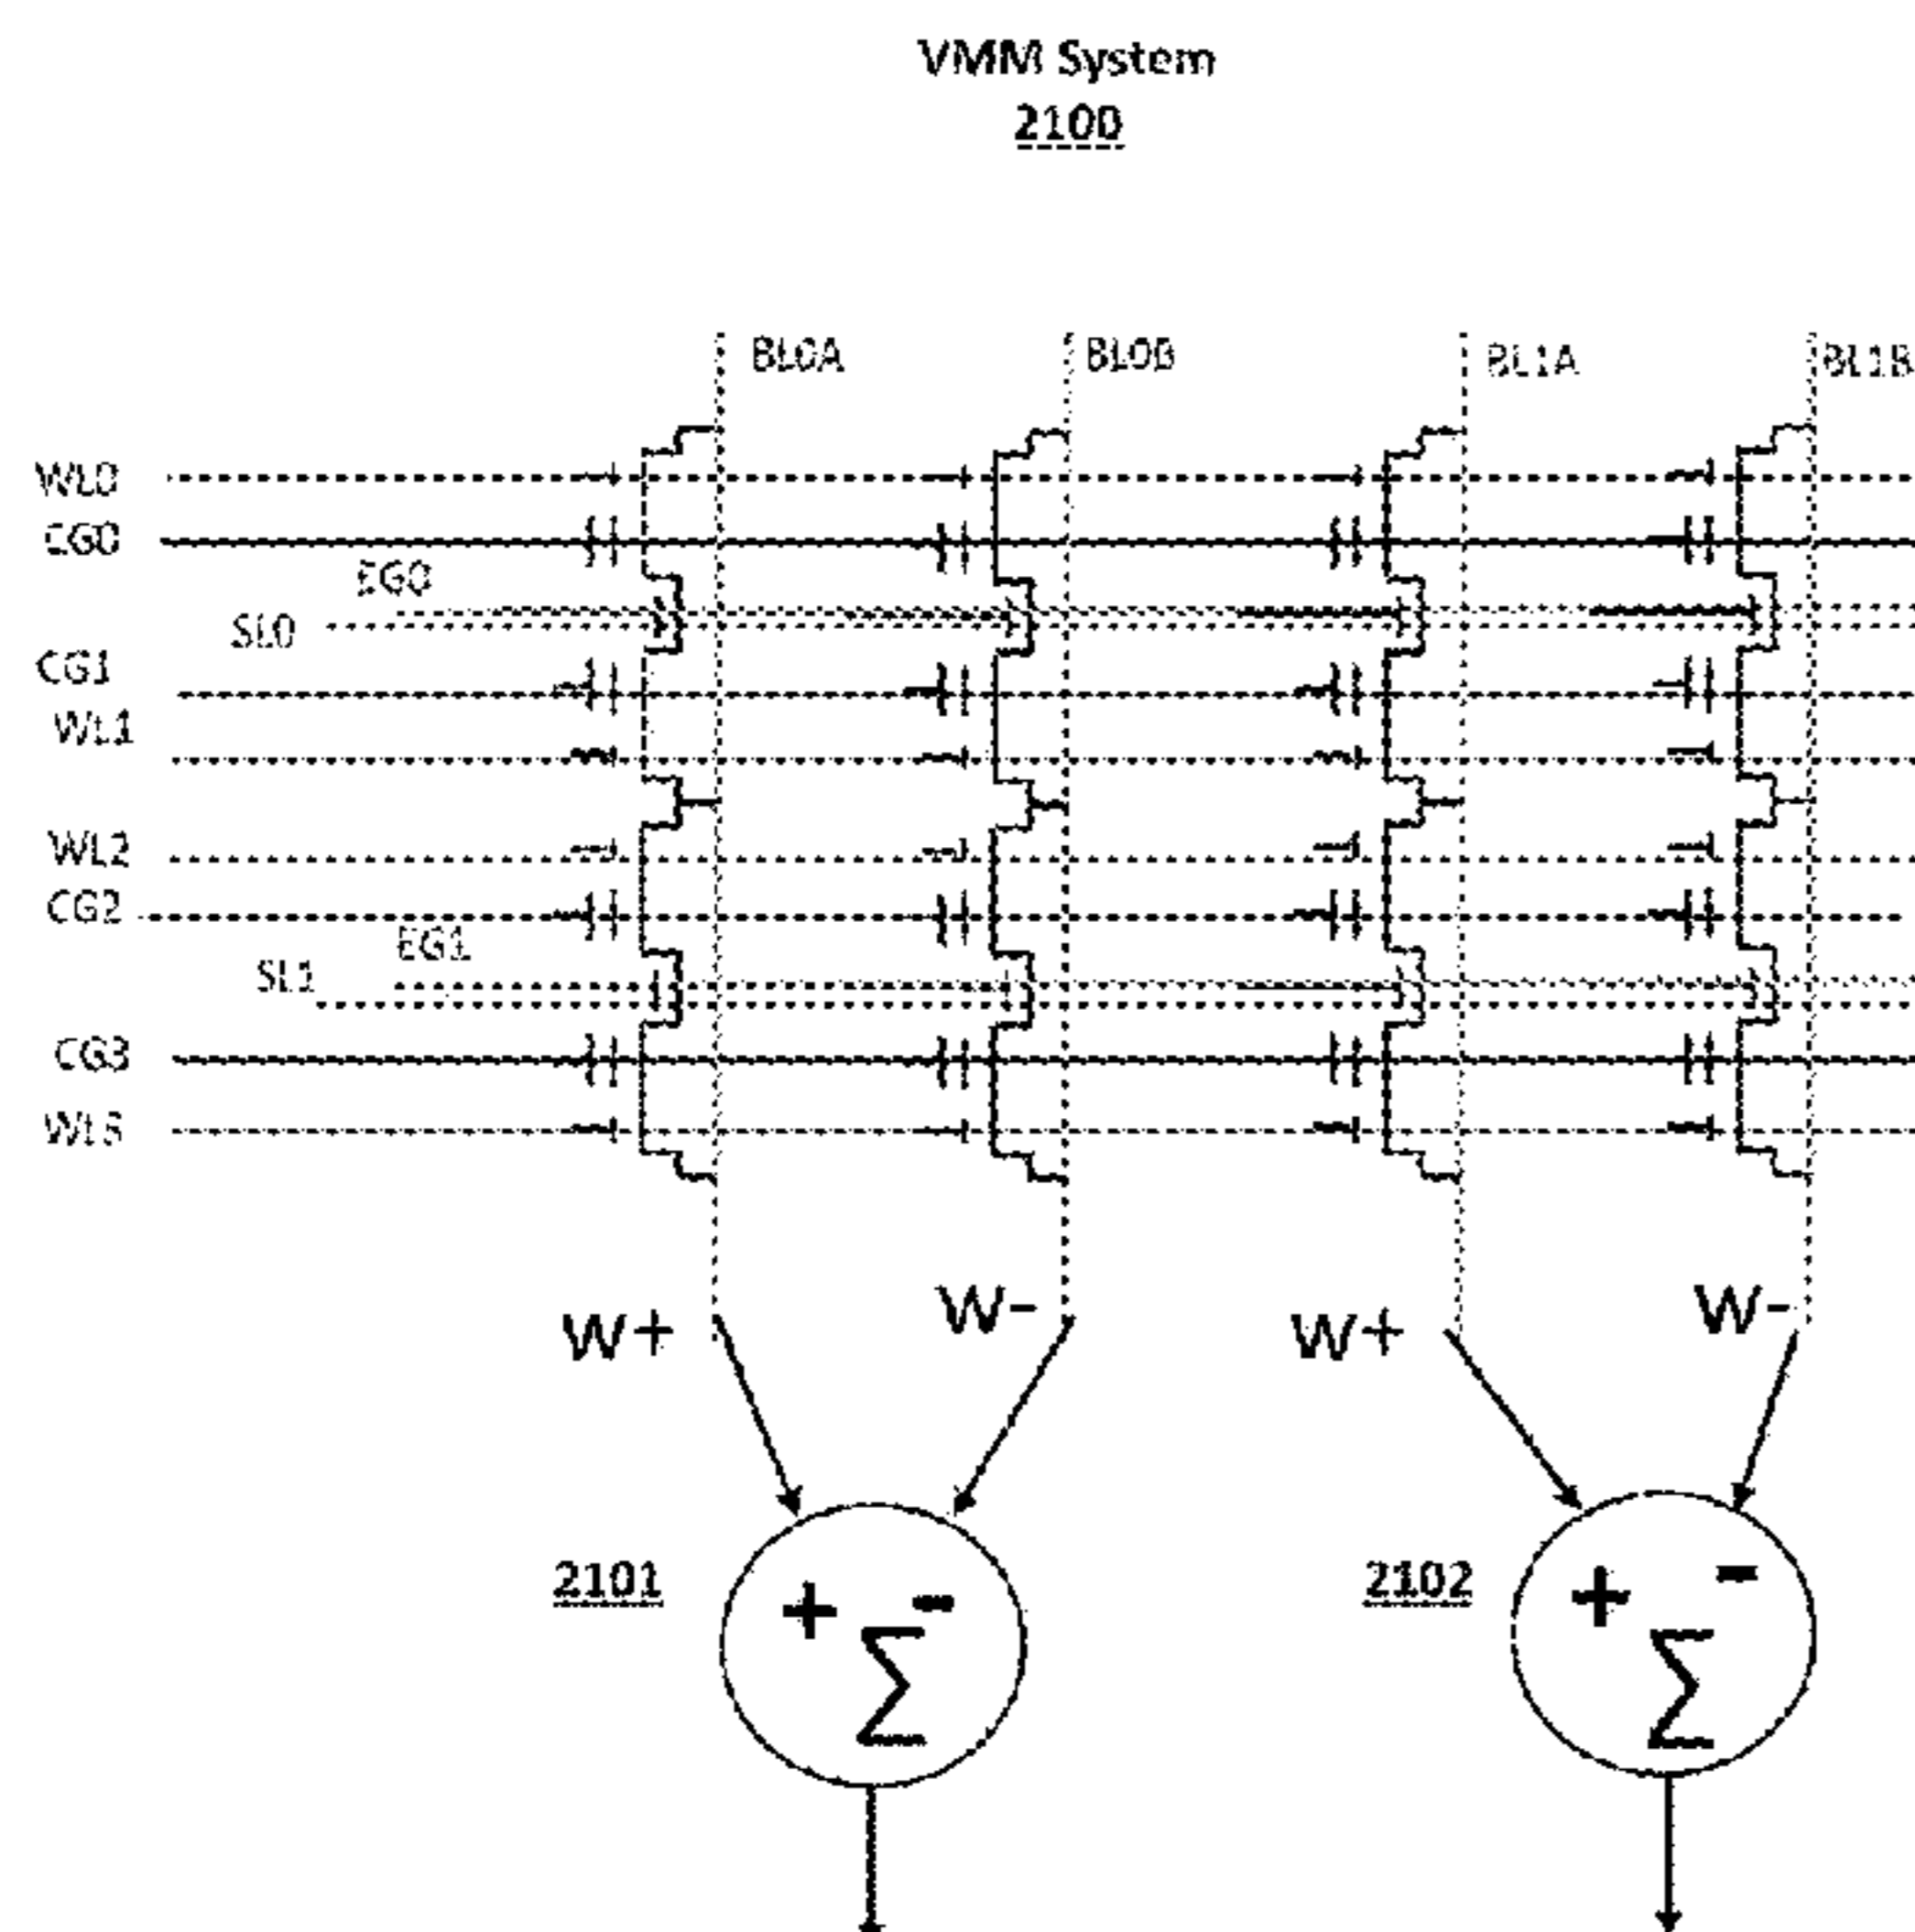 VMM System
2100
BL0A
BL0B
BL1A
BL1B
WL0
CG0
EG0
SL0
CG1
WL1
WL2
CG2
EG1
SL1
CG3
WL3
W+
W-
W+
W-
2101
+ -
∑
2102
+ -
∑